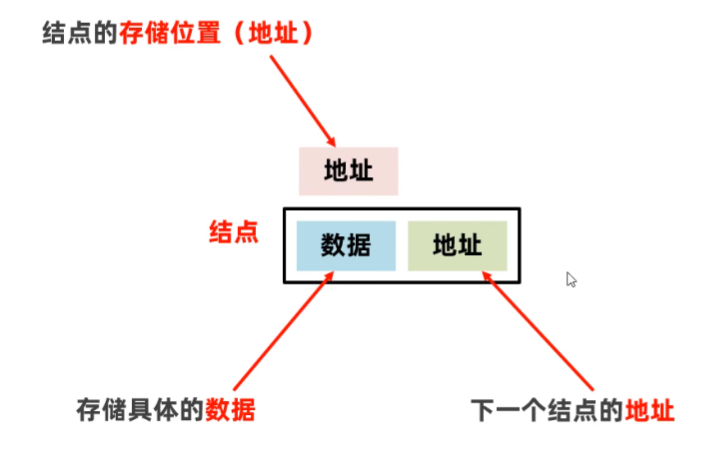 结点的存储位置（地址）
地址
结点
数据 地址
存储具体的数据
下一个结点的地址